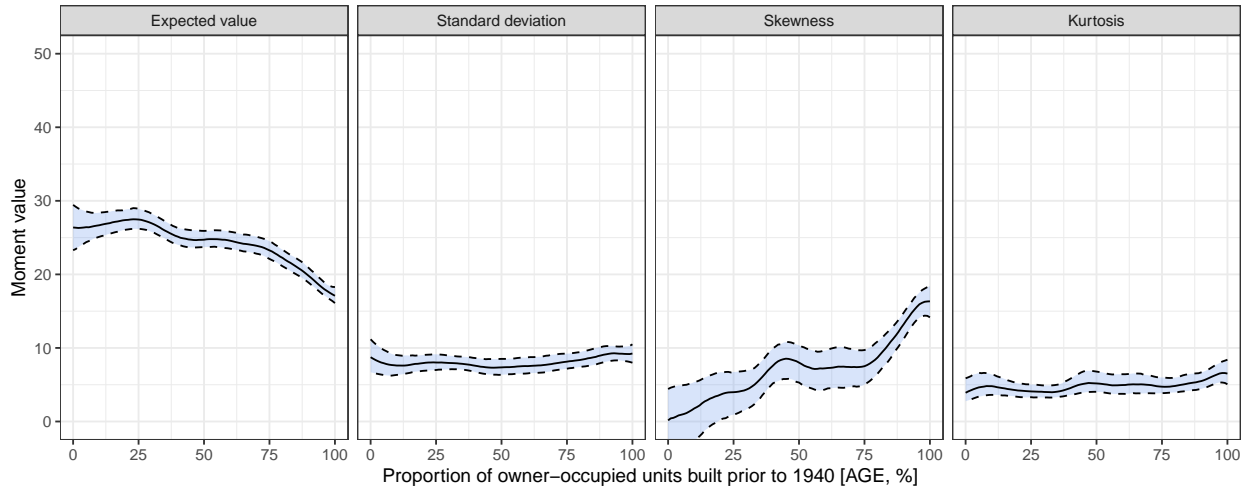 Expected value
Standard deviation
Skewness
Kurtosis
Moment value
50
40
30
20
10
0
0 25 50 75 100
0 25 50 75 100
0 25 50 75 100
0 25 50 75 100
Proportion of owner−occupied units built prior to 1940 [AGE, %]